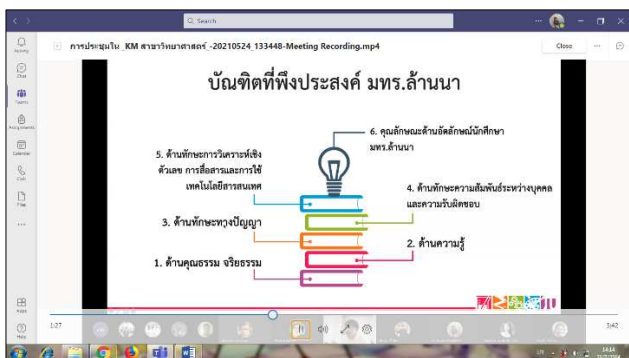 Search
การประชุมใน_KM สาขาวิทยาศาสตร์_-20210524_133448-Meeting Recording.mp4
Close
Activity
Chat
Teams
Assignments
Calendar
Calls
Files
Help
บัณฑิตที่พึงประสงค์ มทร.ล้านนา
6. คุณลักษณะด้านอัตลักษณ์นักศึกษา
มทร.ล้านนา
5. ด้านทักษะการวิเคราะห์เชิง
ตัวเลข การสื่อสารและการใช้
เทคโนโลยีสารสนเทศ
4. ด้านทักษะความสัมพันธ์ระหว่างบุคคล
และความรับผิดชอบ
3. ด้านทักษะทางปัญญา
2. ด้านความรู้
1. ด้านคุณธรรม จริยธรรม
1:27
3:42
14:14